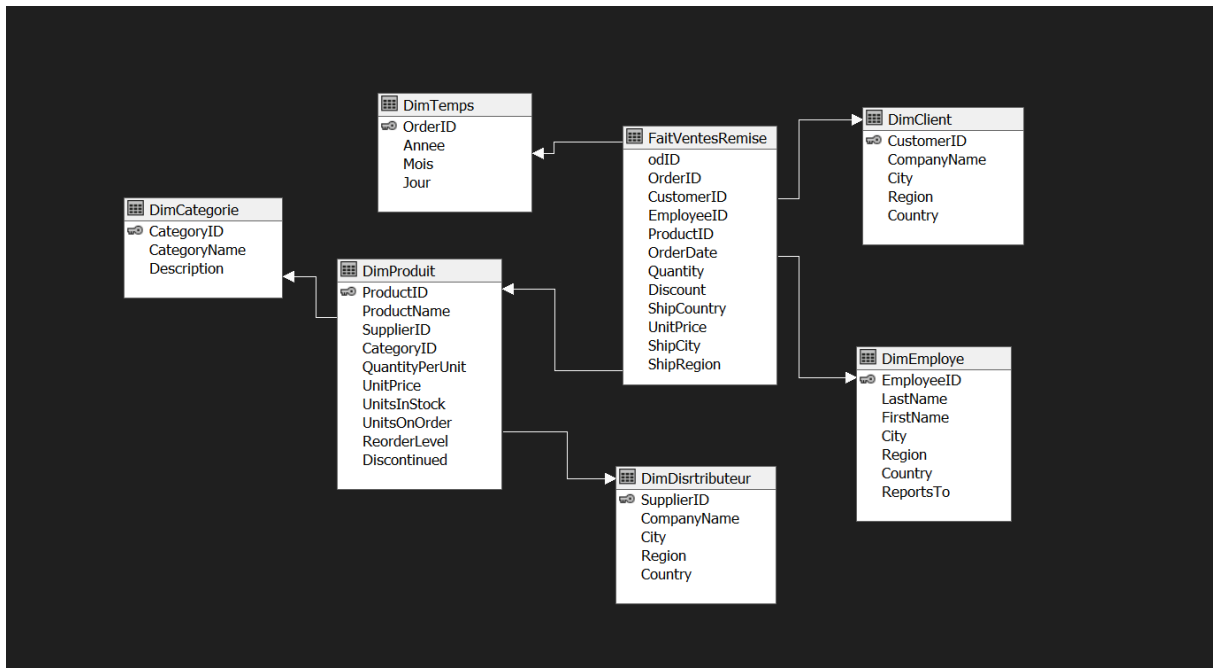 DimTemps
OrderID
Annee
Mois
Jour
FaitVentesRemise
odID
OrderID
CustomerID
EmployeeID
ProductID
OrderDate
Quantity
Discount
ShipCountry
UnitPrice
ShipCity
ShipRegion
DimClient
CustomerID
CompanyName
City
Region
Country
DimCategorie
CategoryID
CategoryName
Description
DimProduit
ProductID
ProductName
SupplierID
CategoryID
QuantityPerUnit
UnitPrice
UnitsInStock
UnitsOnOrder
ReorderLevel
Discontinued
DimEmploye
EmployeeID
LastName
FirstName
City
Region
Country
ReportsTo
DimDisrtributeur
SupplierID
CompanyName
City
Region
Country